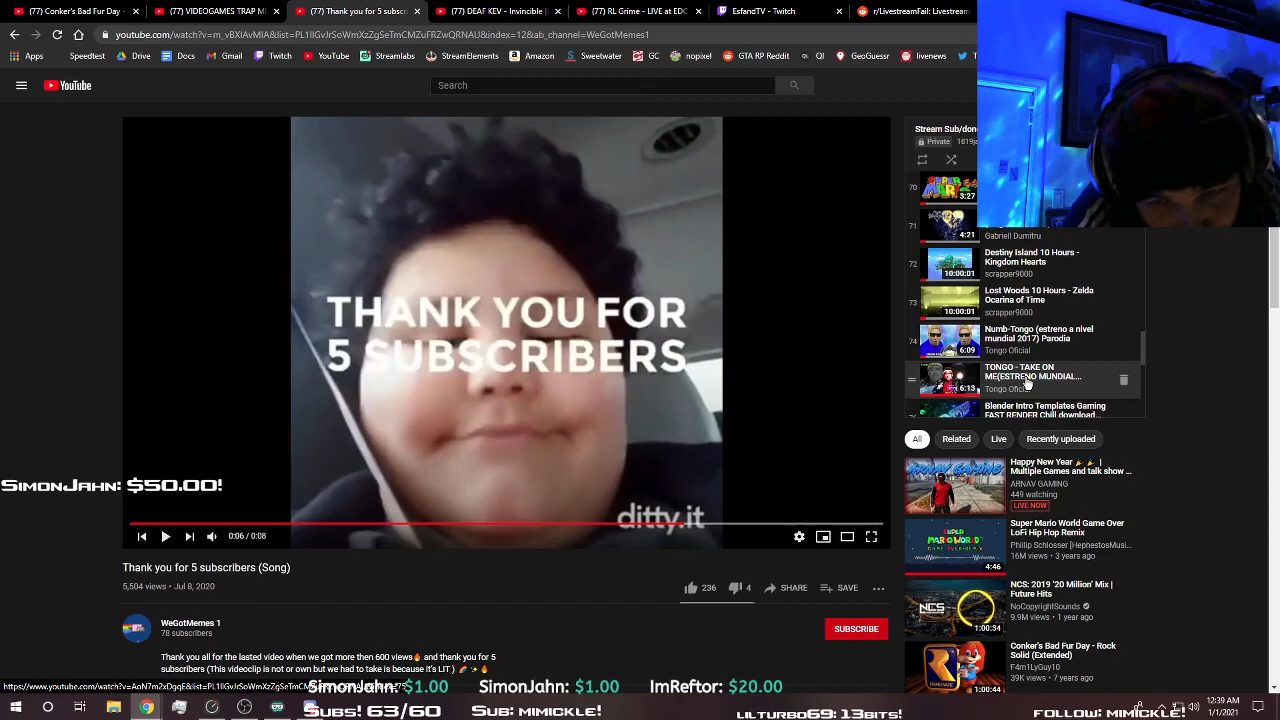 (77) Conker's Bad Fur Day -
(77) VIDEOGAMES TRAP M
(77) Thank you for 5 subscri
(77) DEAF KEV - Invincible [
(77) RL Grime - LIVE at EDC
EsfandTV - Twitch
r/LivestreamFail: Livestrea
youtube.com/watch?v=m_vBXIAvMIA&list=PL1IGvJrSoWmXzZgSeTmCMZuFRZwQRNAU&index=12&ab_channel=WeGotMemes1
Apps
Speedtest
Docs
Gmail
Twitch
YouTube
Streamlabs
StreamElements
Amazon
Sweetwater
nopixel
GTA RP
QI
GeoGuessr
livenews
Twitter
YouTube
Search
Stream Sub/don
Private
70
3:27
71
4:21
Gabriell Dumitru
72
10:00:01
Destiny Island 10 Hours -
Kingdom Hearts
scrapper9000
73
10:00:01
Lost Woods 10 Hours - Zelda
Ocarina of Time
scrapper9000
74
6:09
Numb-Tongo (estreno a nivel
mundial 2017) Parodia
Tongo Oficial
6:13
TONGO - TAKE ON
ME(ESTRENO MUNDIAL...
Tongo Oficial
Blender Intro Templates Gaming
FAST RENDER Chill download...
THANK YOU FOR
5 SUBSCRIBERS
ditty.it
SimonJahn: $50.00!
0:06 / 0:08
Thank you for 5 subscribers (Song)
5,504 views • Jul 8, 2020
236
4
SHARE
SAVE
WeGotMemes 1
78 subscribers
SUBSCRIBE
Thank you all for the support Index when we got more then 600 views🔥 and thank you for 5
subscribers (This video clip is not or own but we had to take is because it's LIT )
All
Related
Live
Recently uploaded
Happy New Year |
Multiple Games and talk show ...
ARNAV GAMING
449 watching
LIVE NOW
Super Mario World Game Over
LoFi Hip Hop Remix
Phillip Schlosser [HephestosMusi...
16M views • 3 years ago
4:46
NCS: 2019 '20 Million' Mix |
Future Hits
NoCopyrightSounds
9.9M views • 1 year ago
1:00:34
Conker's Bad Fur Day - Rock
Solid (Extended)
F4m1LyGuy10
39K views • 7 years ago
1:00:44
SimonJahn: $1.00
SimonJahn: $1.00
ImReftor: $20.00
Subs! 63/60
Sub: mimickle!
lilturbo69: 13bits!
Follow: mimickle!
12:39 AM
1/1/2021